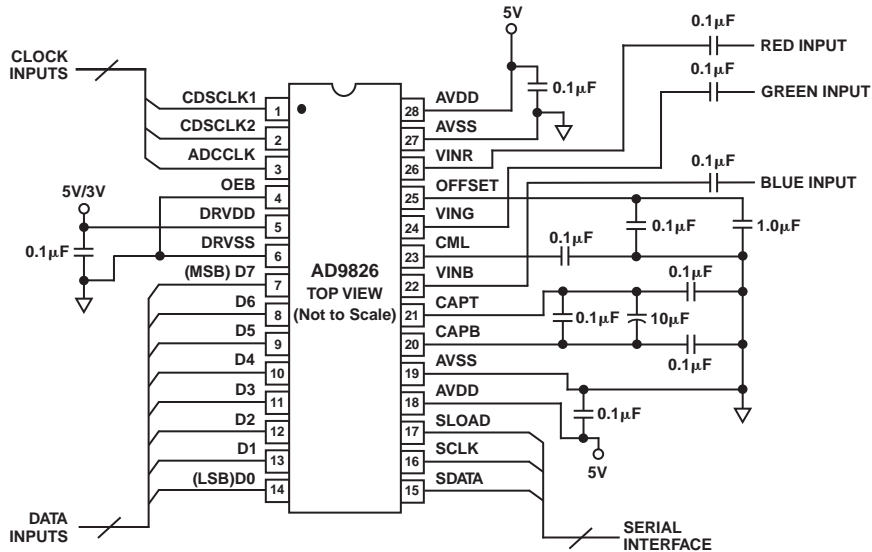 CLOCK
INPUTS
CDSCLK1
CDSCLK2
ADCCLK
OEB
DRVDD
DRVSS
(MSB) D7
D6
D5
D4
D3
D2
D1
(LSB)D0
5V/3V
0.1μF
DATA
INPUTS
1
2
3
4
5
6
7
8
9
10
11
12
13
14
AD9826
TOP VIEW
(Not to Scale)
28
27
26
25
24
23
22
21
20
19
18
17
16
15
AVDD
AVSS
VINR
OFFSET
VING
CML
VINB
CAPT
CAPB
AVSS
AVDD
SLOAD
SCLK
SDATA
5V
0.1μF
0.1μF
RED INPUT
0.1μF
GREEN INPUT
0.1μF
BLUE INPUT
0.1μF
1.0μF
0.1μF
0.1μF
0.1μF
10μF
0.1μF
0.1μF
5V
SERIAL
INTERFACE